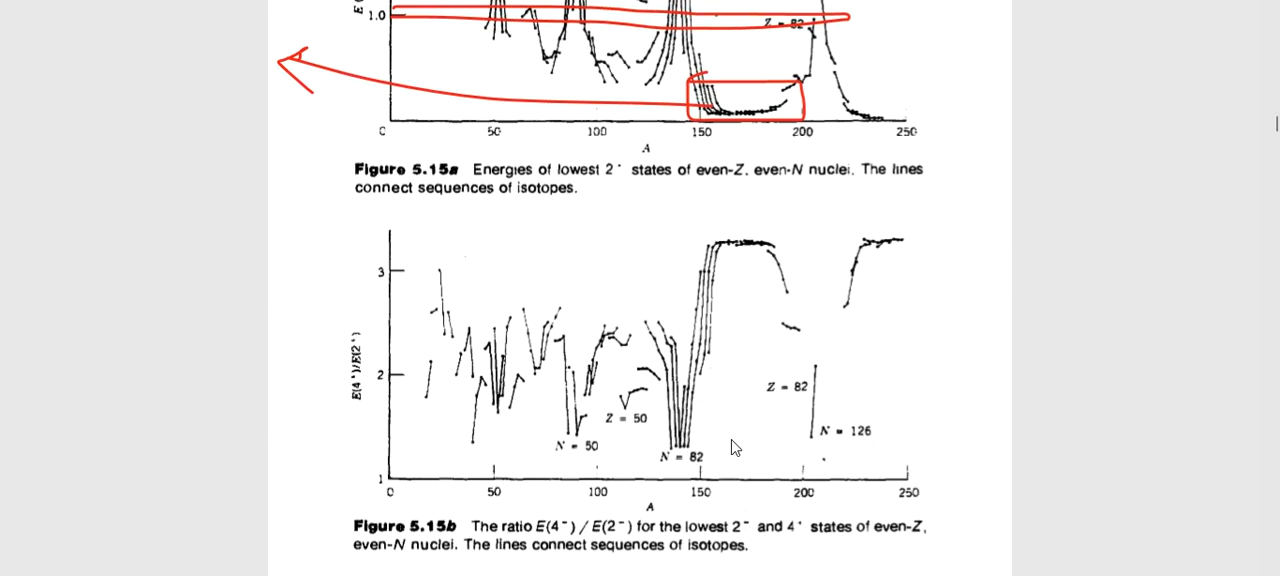 E(
1.0
Z = 82
0 50 100 150 200 250
A
Figure 5.15a Energies of lowest 2+ states of even-Z, even-N nuclei. The lines
connect sequences of isotopes.
3
E(4+)/E(2+)
2
Z = 82
Z = 50
N = 126
N = 50
N = 82
1
0 50 100 150 200 250
A
Figure 5.15b The ratio E(4-) / E(2-) for the lowest 2- and 4+ states of even-Z,
even-N nuclei. The lines connect sequences of isotopes.